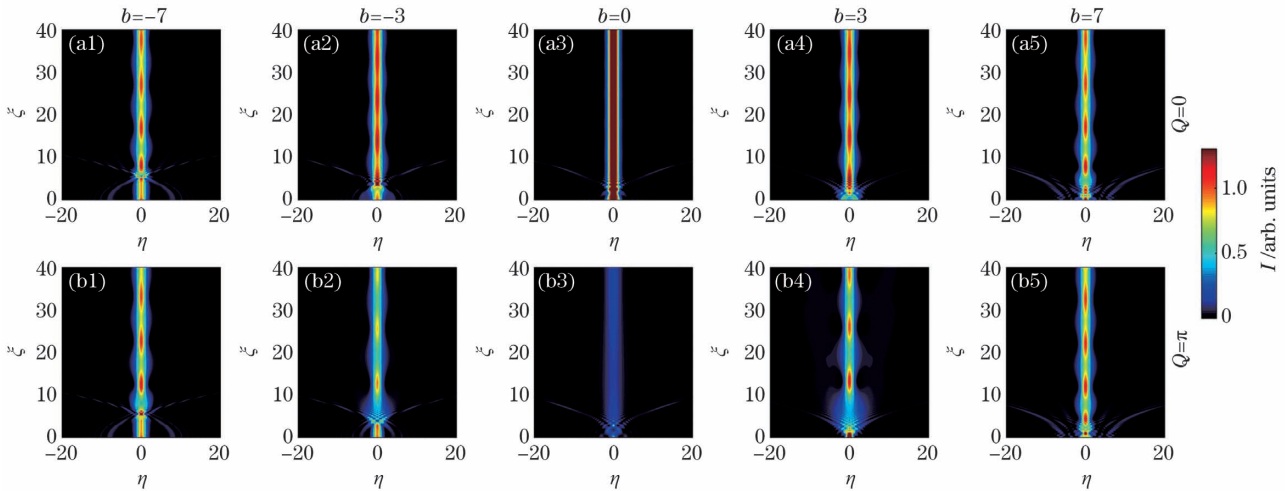 b=−7 b=−3 b=0 b=3 b=7
(a1) (a2) (a3) (a4) (a5)
40 40 40 40 40
30 30 30 30 30
ξ ξ ξ ξ ξ Q=0
20 20 20 20 20
10 10 10 10 10
0 0 0 0 0
−20 0 20 −20 0 20 −20 0 20 −20 0 20 −20 0 20
η η η η η
1.0
0.5
0
I /arb. units
(b1) (b2) (b3) (b4) (b5)
40 40 40 40 40
30 30 30 30 30
ξ ξ ξ ξ ξ Q=π
20 20 20 20 20
10 10 10 10 10
0 0 0 0 0
−20 0 20 −20 0 20 −20 0 20 −20 0 20 −20 0 20
η η η η η